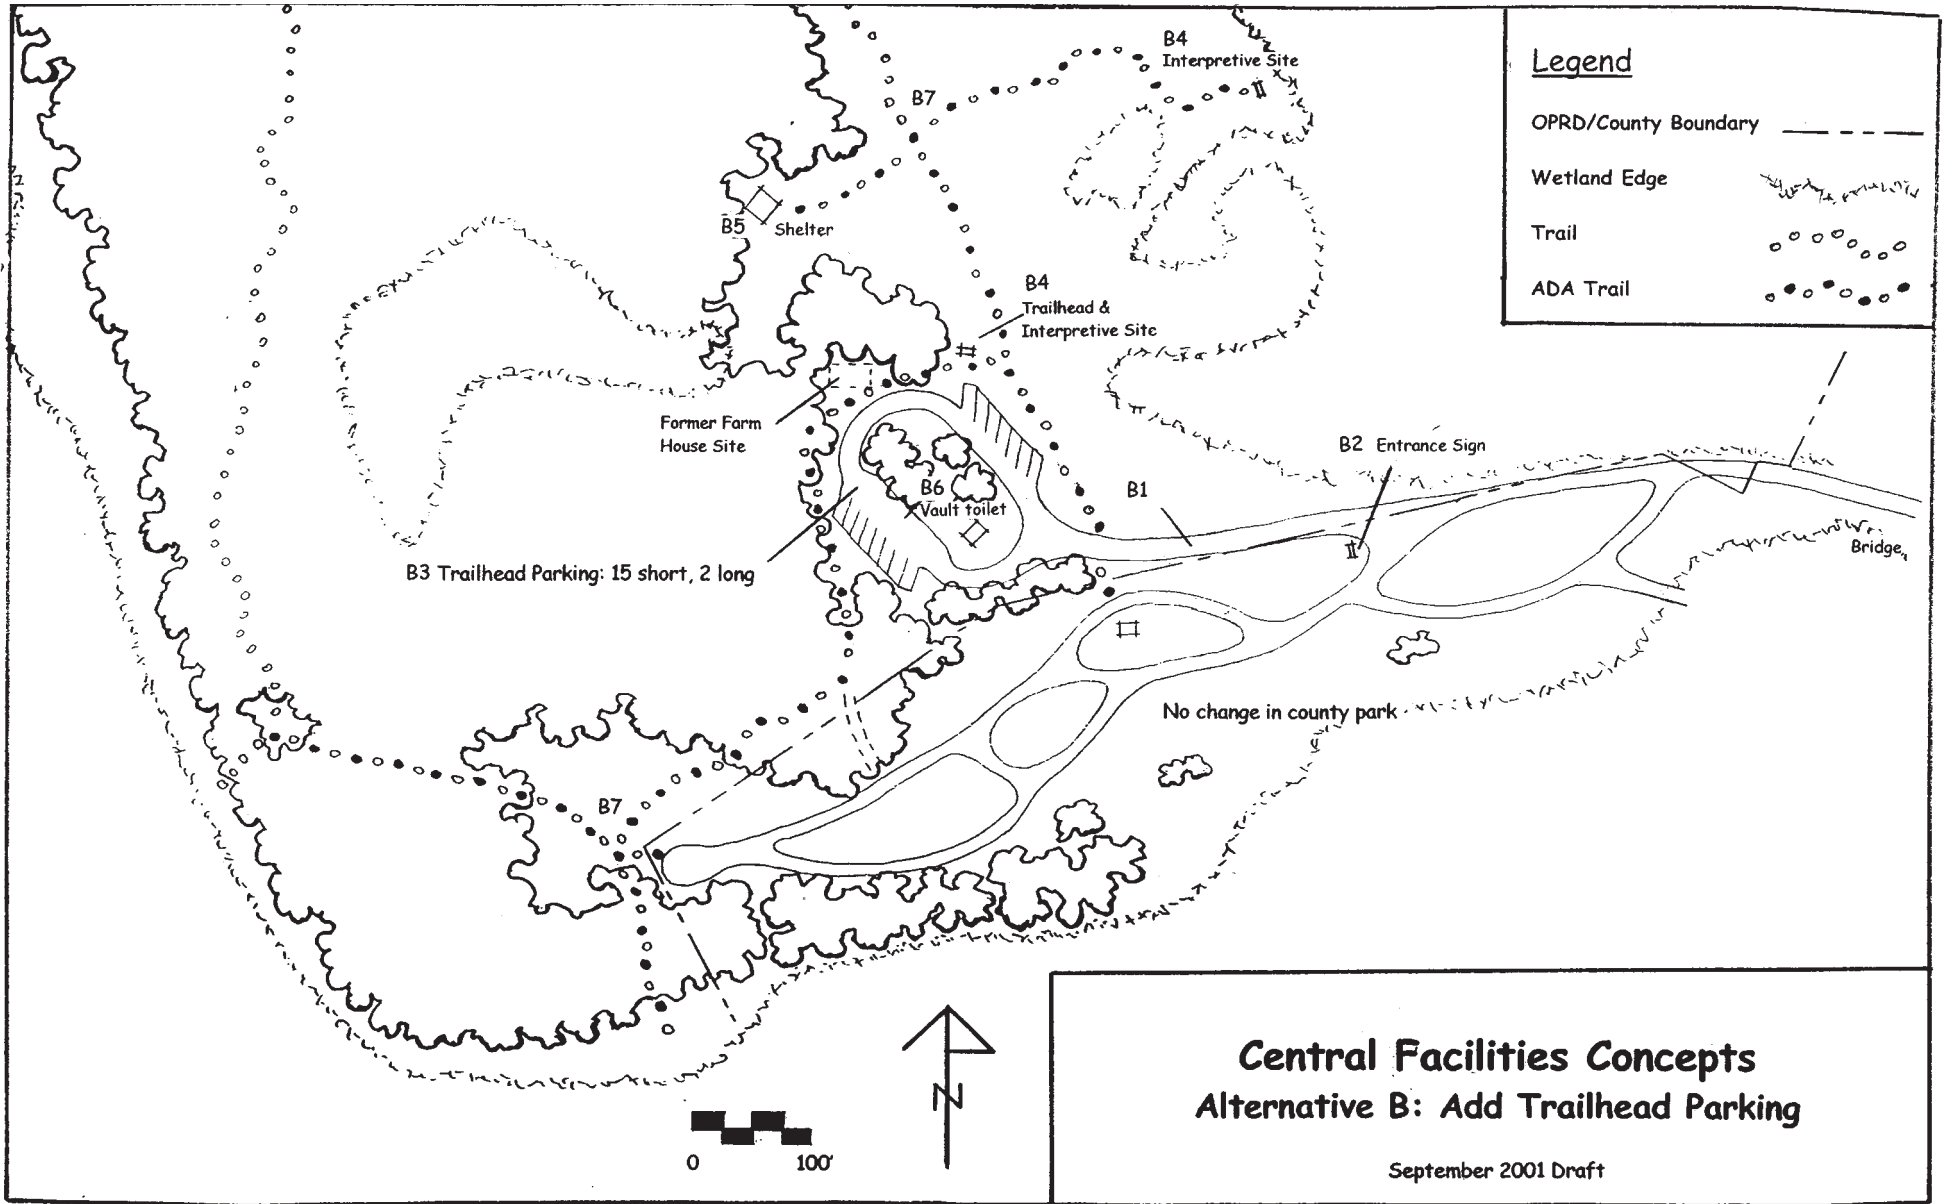 B4
Interpretive Site
B7
Legend
OPRD/County Boundary
Wetland Edge
Trail
ADA Trail
B5
Shelter
B4
Trailhead &
Interpretive Site
Former Farm
House Site
B2 Entrance Sign
B6
Vault toilet
B1
Bridge
B3 Trailhead Parking: 15 short, 2 long
No change in county park
B7
N
0 100'
Central Facilities Concepts
Alternative B: Add Trailhead Parking
September 2001 Draft